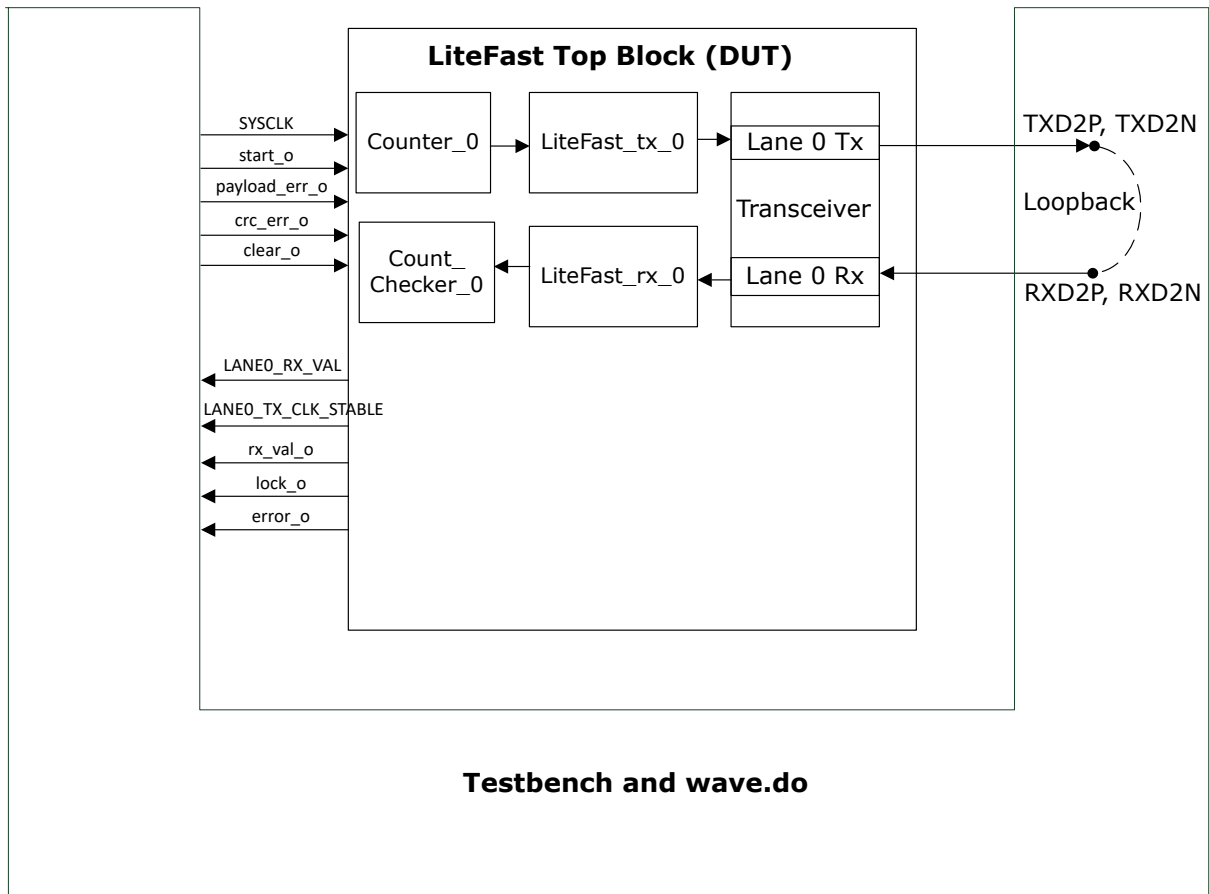 LiteFast Top Block (DUT)
SYSCLK
start_o
payload_err_o
crc_err_o
clear_o
Counter_0
LiteFast_tx_0
Lane 0 Tx
Transceiver
Lane 0 Rx
Count_
Checker_0
LiteFast_rx_0
TXD2P, TXD2N
Loopback
RXD2P, RXD2N
LANE0_RX_VAL
LANE0_TX_CLK_STABLE
rx_val_o
lock_o
error_o
Testbench and wave.do